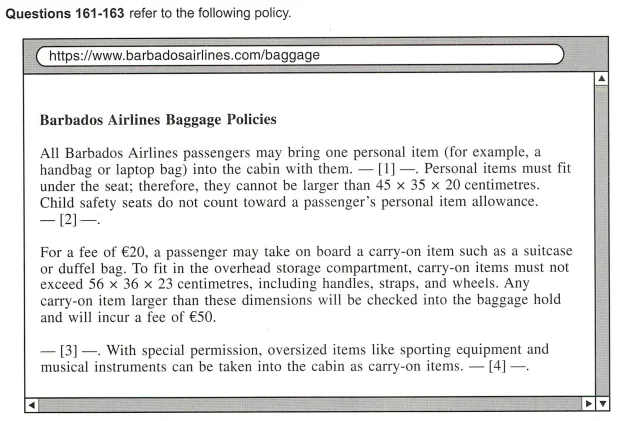 Questions 161-163 refer to the following policy.
https://www.barbadosairlines.com/baggage
Barbados Airlines Baggage Policies
All Barbados Airlines passengers may bring one personal item (for example, a
handbag or laptop bag) into the cabin with them. — [1] —. Personal items must fit
under the seat; therefore, they cannot be larger than 45 × 35 × 20 centimetres.
Child safety seats do not count toward a passenger's personal item allowance.
— [2] —.
For a fee of €20, a passenger may take on board a carry-on item such as a suitcase
or duffel bag. To fit in the overhead storage compartment, carry-on items must not
exceed 56 × 36 × 23 centimetres, including handles, straps, and wheels. Any
carry-on item larger than these dimensions will be checked into the baggage hold
and will incur a fee of €50.
— [3] —. With special permission, oversized items like sporting equipment and
musical instruments can be taken into the cabin as carry-on items. — [4] —.